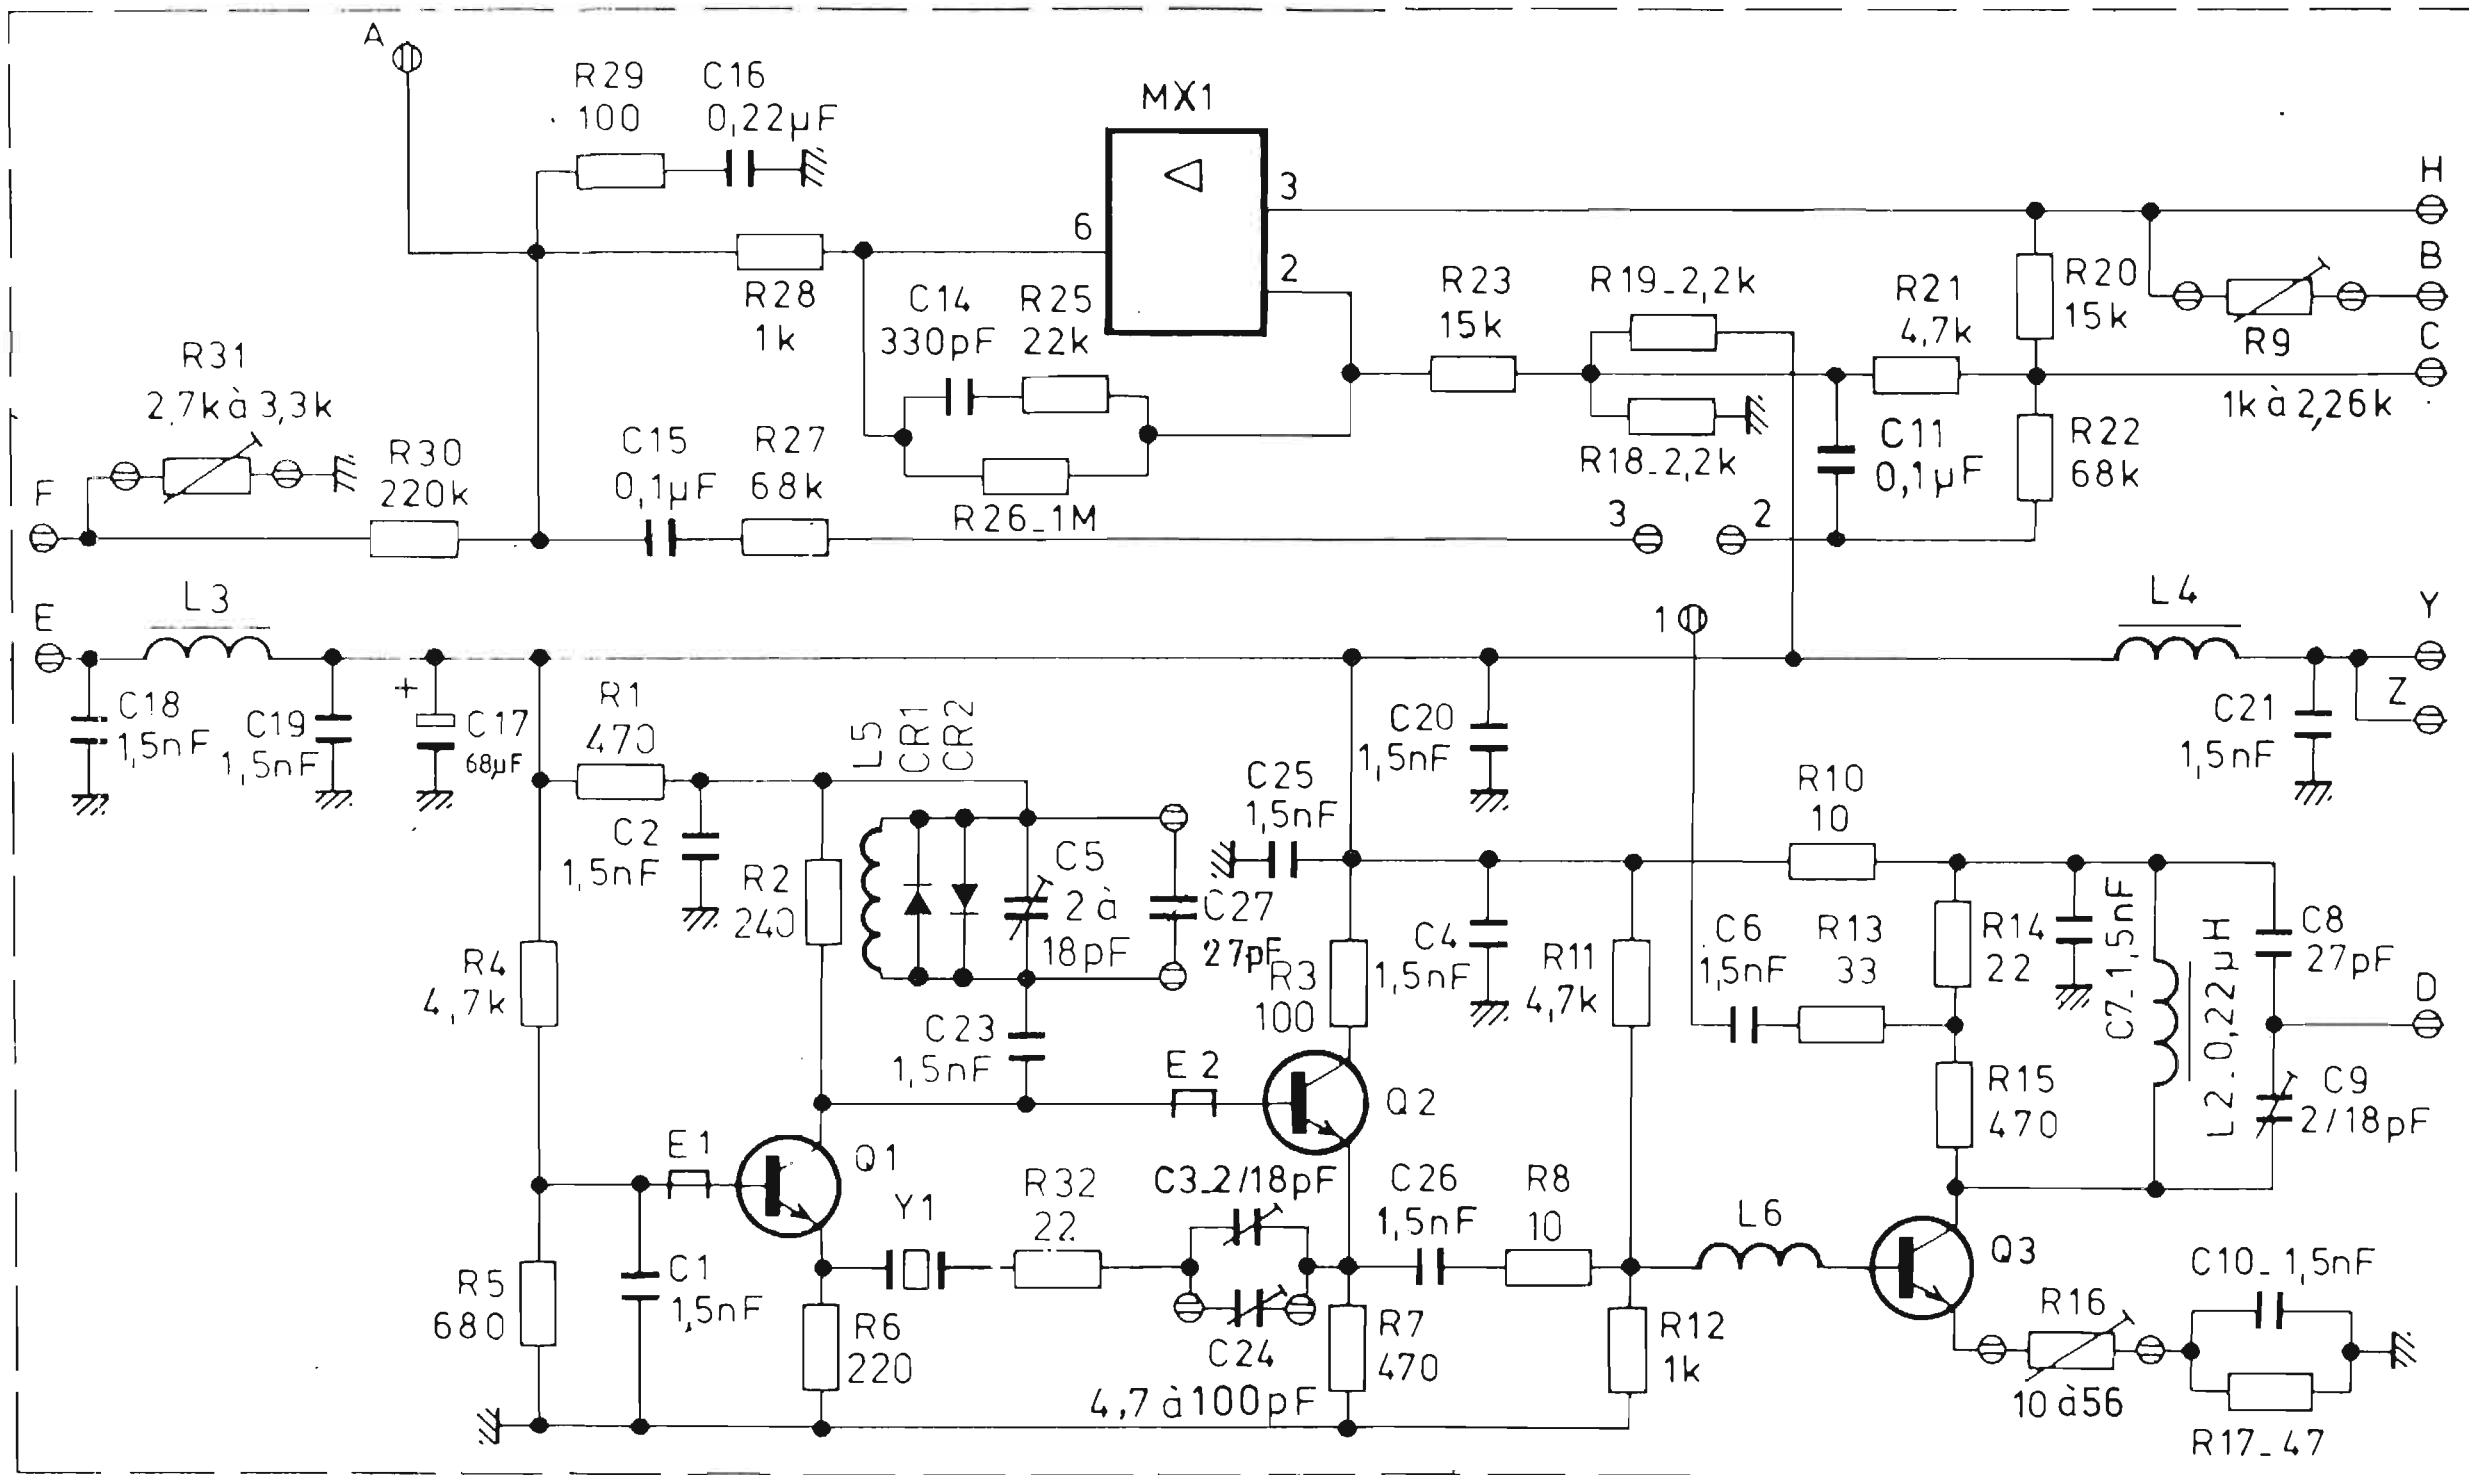 A
R29
100
C16
0,22µF
MX1
3
6
2
H
B
C
R28
1k
C14
330pF
R25
22k
R23
15k
R19_2,2k
R21
4,7k
R20
15k
R9
1k à 2,26k
R31
2,7k à 3,3k
R30
220k
F
C15
0,1µF
R27
68k
R26_1M
R18_2,2k
C11
0,1µF
R22
68k
3
2
E
L3
1
L4
Y
Z
C18
1,5nF
C19
1,5nF
+
C17
68µF
R1
470
L5
CR1
CR2
C20
1,5nF
C21
1,5nF
C2
1,5nF
R2
240
C5
2 à
18pF
C25
1,5nF
C27
27pF
R10
10
R4
4,7k
C23
1,5nF
R3
100
C4
1,5nF
R11
4,7k
C6
1,5nF
R13
33
R14
22
C7_1,5nF
L2_0,22µH
C8
27pF
D
E2
Q2
R15
470
C9
2/18pF
E1
Q1
Y1
R32
22
C3_2/18pF
C26
1,5nF
R8
10
L6
Q3
R5
680
C1
1,5nF
R6
220
C24
4,7 à 100pF
R7
470
R12
1k
R16
10 à 56
C10_1,5nF
R17_47